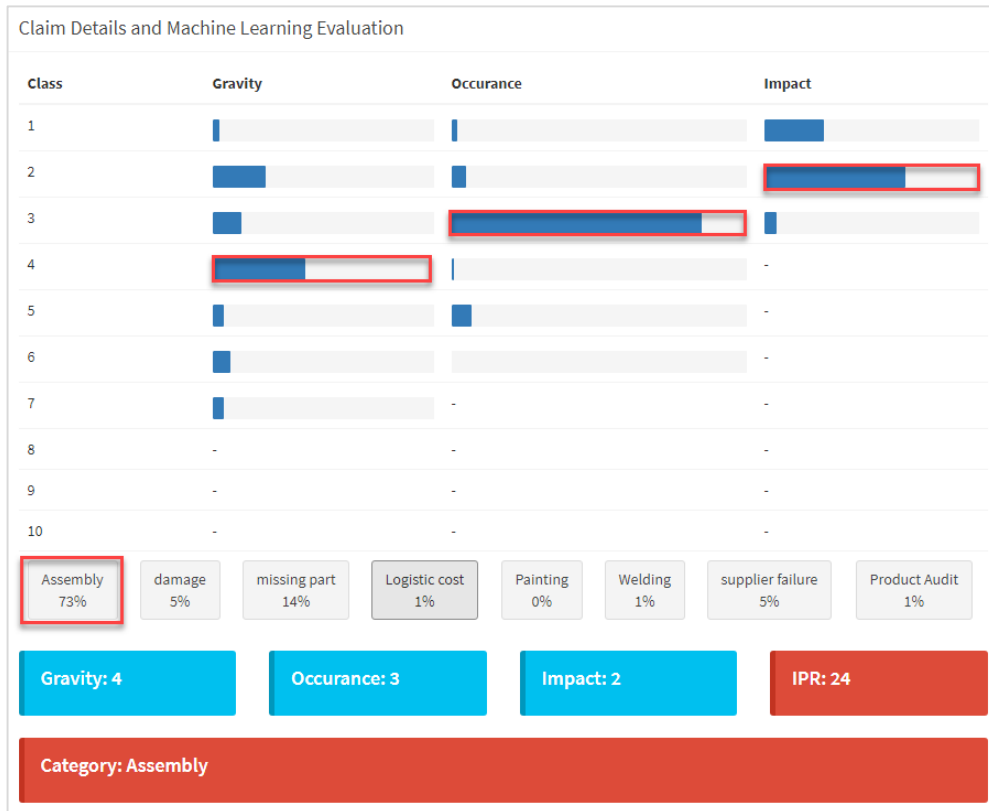 Claim Details and Machine Learning Evaluation
Class Gravity Occurance Impact
1
2
3
4 -
5 -
6 -
7 - -
8 - - -
9 - - -
10 - - -
Assembly damage missing part Logistic cost Painting Welding supplier failure Product Audit
73% 5% 14% 1% 0% 1% 5% 1%
Gravity: 4 Occurance: 3 Impact: 2 IPR: 24
Category: Assembly